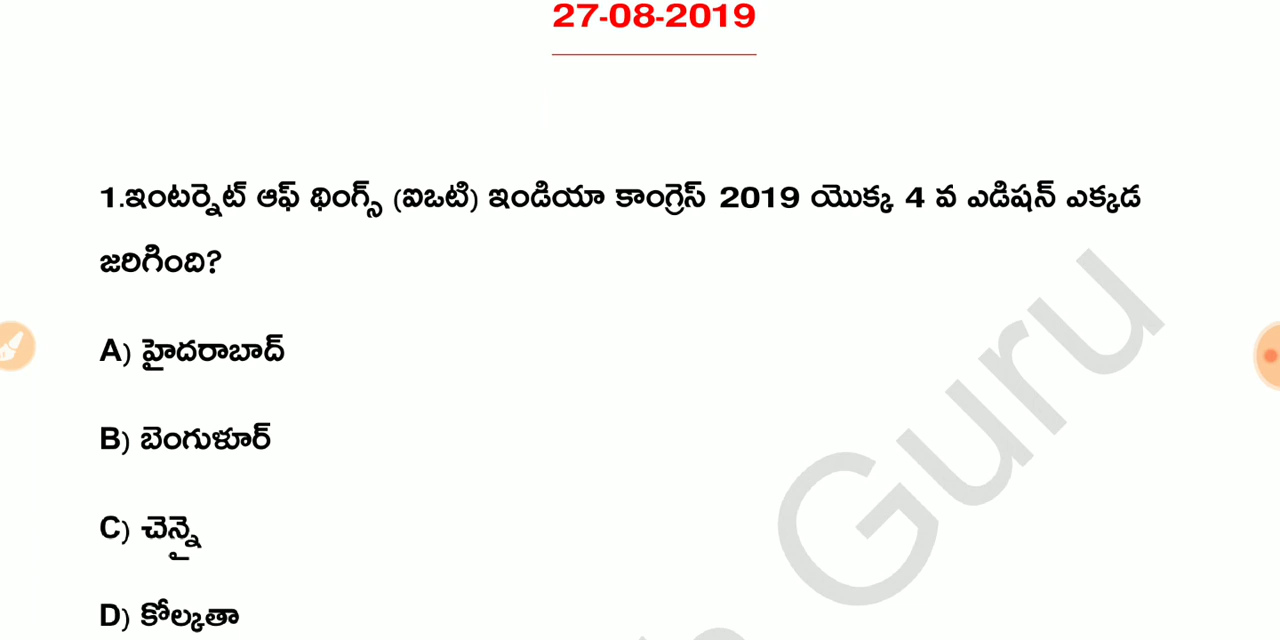 27-08-2019
1.ఇంటర్నెట్ ఆఫ్ థింగ్స్ (ఐఒటి) ఇండియా కాంగ్రెస్ 2019 యొక్క 4 వ ఎడిషన్ ఎక్కడ
జరిగింది?
A) హైదరాబాద్
B) బెంగుళూర్
C) చెన్నై
D) కోల్కతా
Guru